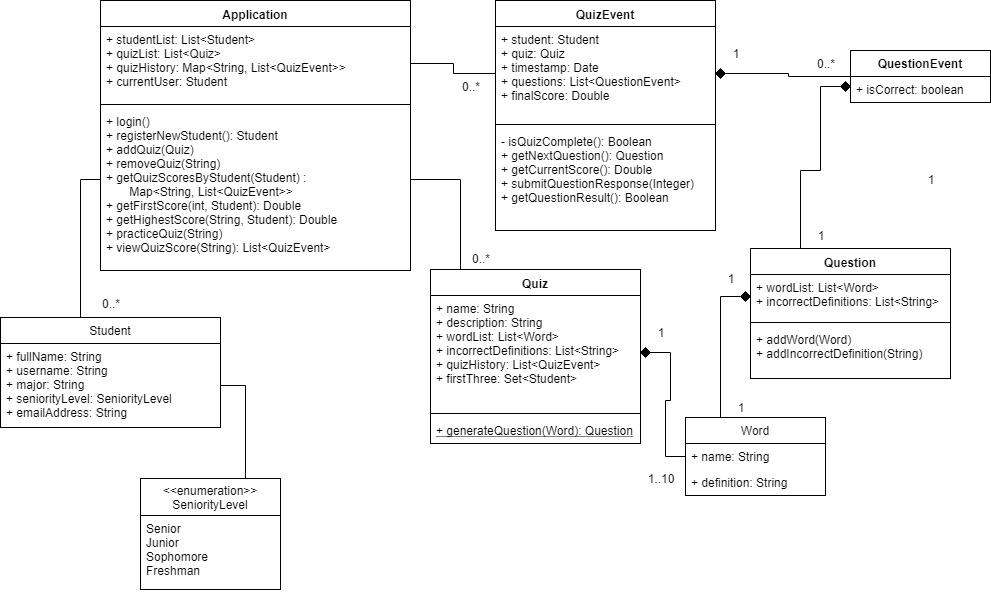 Application
+ studentList: List<Student>
+ quizList: List<Quiz>
+ quizHistory: Map<String, List<QuizEvent>>
+ currentUser: Student
+ login()
+ registerNewStudent(): Student
+ addQuiz(Quiz)
+ removeQuiz(String)
+ getQuizScoresByStudent(Student) :
Map<String, List<QuizEvent>>
+ getFirstScore(int, Student): Double
+ getHighestScore(String, Student): Double
+ practiceQuiz(String)
+ viewQuizScore(String): List<QuizEvent>
0..*
QuizEvent
+ student: Student
+ quiz: Quiz
+ timestamp: Date
+ questions: List<QuestionEvent>
+ finalScore: Double
- isQuizComplete(): Boolean
+ getNextQuestion(): Question
+ getCurrentScore(): Double
+ submitQuestionResponse(Integer)
+ getQuestionResult(): Boolean
1
0..*
QuestionEvent
+ isCorrect: boolean
1
1
0..*
Quiz
+ name: String
+ description: String
+ wordList: List<Word>
+ incorrectDefinitions: List<String>
+ quizHistory: List<QuizEvent>
+ firstThree: Set<Student>
+ generateQuestion(Word): Question
1
1..10
1
Question
+ wordList: List<Word>
+ incorrectDefinitions: List<String>
+ addWord(Word)
+ addIncorrectDefinition(String)
1
Word
+ name: String
+ definition: String
0..*
Student
+ fullName: String
+ username: String
+ major: String
+ seniorityLevel: SeniorityLevel
+ emailAddress: String
<<enumeration>>
SeniorityLevel
Senior
Junior
Sophomore
Freshman